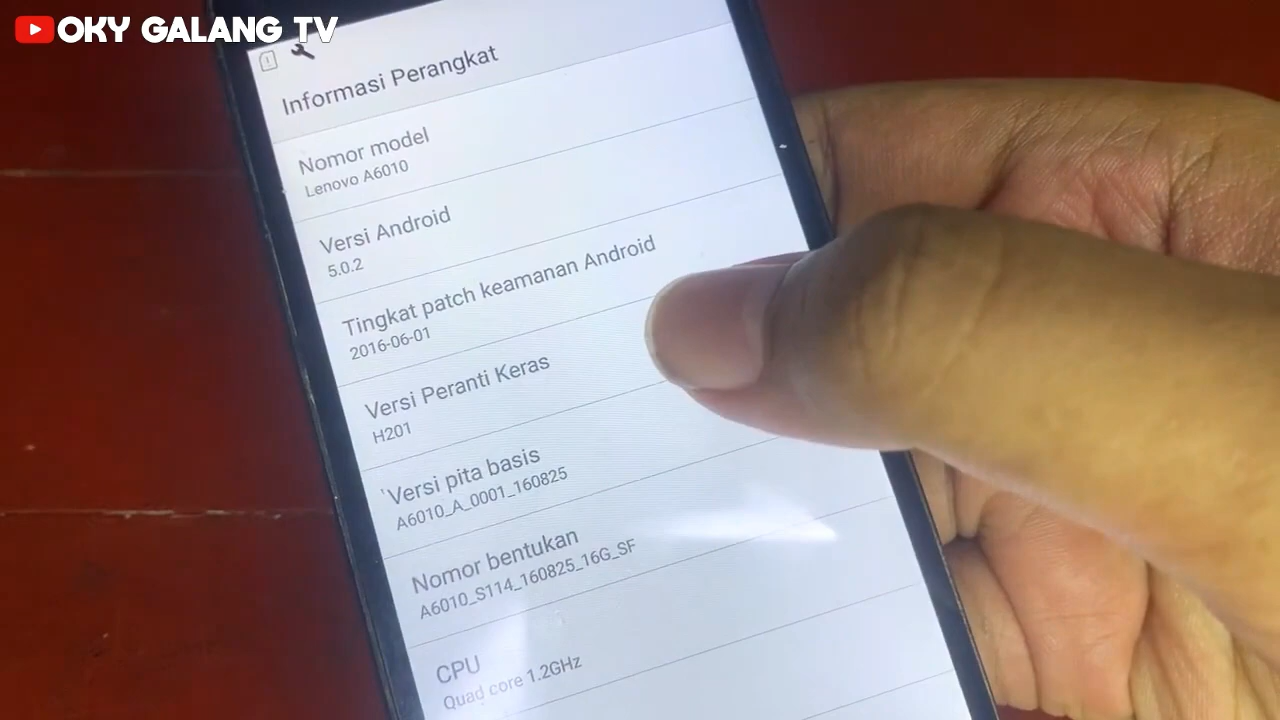 OKY GALANG TV
Informasi Perangkat
Nomor model
Lenovo A6010
Versi Android
5.0.2
Tingkat patch keamanan Android
2016-06-01
Versi Peranti Keras
H201
Versi pita basis
A6010_A_0001_160825
Nomor bentukan
A6010_S114_160825_16G_SF
CPU
Quad core 1.2GHz